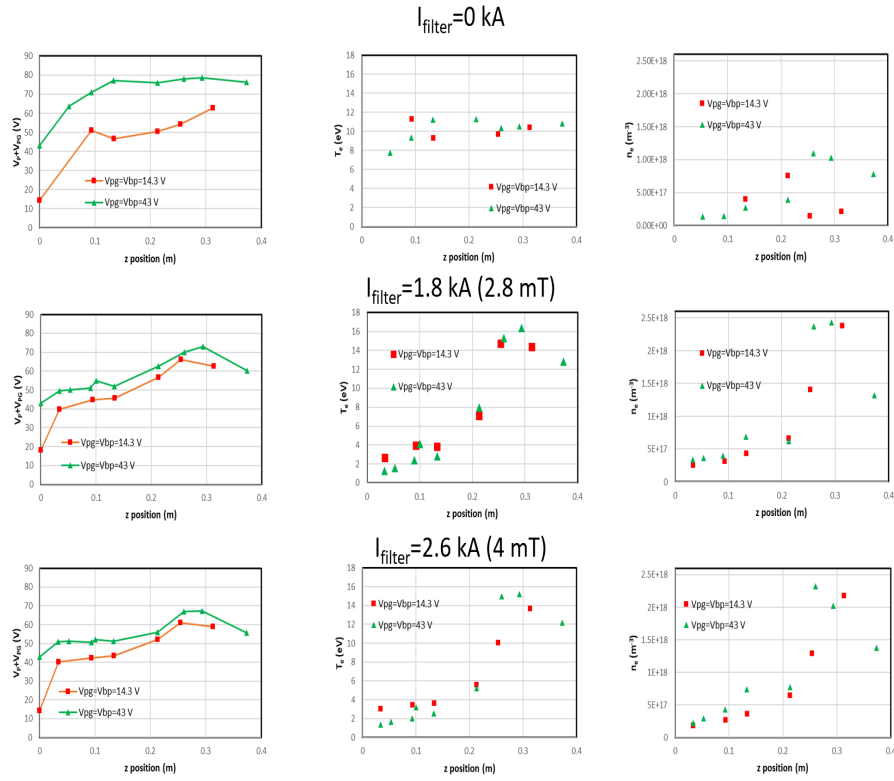 I_filter=0 kA
V_P+V_PG (V)
90
80
70
60
50
40
30
20
10
0
0
0.1
0.2
0.3
0.4
z position (m)
Vpg=Vbp=14.3 V
Vpg=Vbp=43 V
T_e (eV)
18
16
14
12
10
8
6
4
2
0
0
0.1
0.2
0.3
0.4
z position (m)
Vpg=Vbp=14.3 V
Vpg=Vbp=43 V
n_e (m⁻³)
2.50E+18
2.00E+18
1.50E+18
1.00E+18
5.00E+17
0.00E+00
0
0.1
0.2
0.3
0.4
z position (m)
Vpg=Vbp=14.3 V
Vpg=Vbp=43 V
I_filter=1.8 kA (2.8 mT)
V_P+V_PG (V)
90
80
70
60
50
40
30
20
10
0
0
0.1
0.2
0.3
0.4
z position (m)
Vpg=Vbp=14.3 V
Vpg=Vbp=43 V
T_e (eV)
18
16
14
12
10
8
6
4
2
0
0
0.1
0.2
0.3
0.4
z position (m)
Vpg=Vbp=14.3 V
Vpg=Vbp=43 V
n_e (m⁻³)
2.5E+18
2E+18
1.5E+18
1E+18
5E+17
0
0
0.1
0.2
0.3
0.4
z position (m)
Vpg=Vbp=14.3 V
Vpg=Vbp=43 V
I_filter=2.6 kA (4 mT)
V_P+V_PG (V)
90
80
70
60
50
40
30
20
10
0
0
0.1
0.2
0.3
0.4
z position (m)
Vpg=Vbp=14.3 V
Vpg=Vbp=43 V
T_e (eV)
18
16
14
12
10
8
6
4
2
0
0
0.1
0.2
0.3
0.4
z position (m)
Vpg=Vbp=14.3 V
Vpg=Vbp=43 V
n_e (m⁻³)
2.5E+18
2E+18
1.5E+18
1E+18
5E+17
0
0
0.1
0.2
0.3
0.4
z position (m)
Vpg=Vbp=14.3 V
Vpg=Vbp=43 V